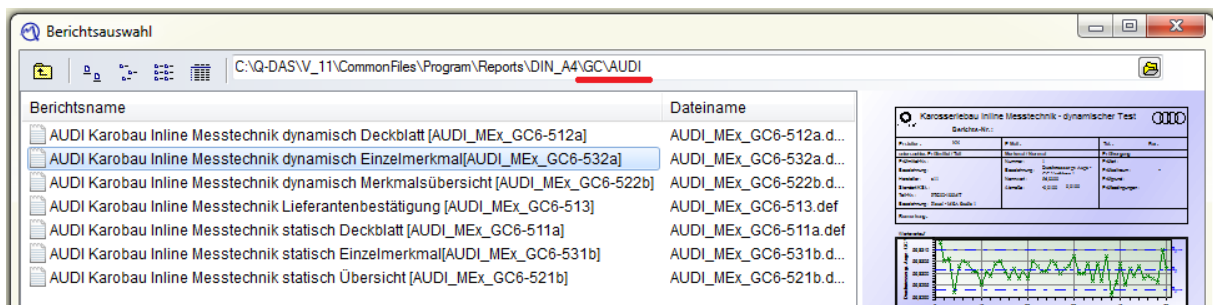 Berichtsauswahl
C:\Q-DAS\V_11\CommonFiles\Program\Reports\DIN_A4\GC\AUDI
Berichtsname Dateiname
AUDI Karobau Inline Messtechnik dynamisch Deckblatt [AUDI_MEx_GC6-512a] AUDI_MEx_GC6-512a.d...
AUDI Karobau Inline Messtechnik dynamisch Einzelmerkmal[AUDI_MEx_GC6-532a] AUDI_MEx_GC6-532a.d...
AUDI Karobau Inline Messtechnik dynamisch Merkmalsübersicht [AUDI_MEx_GC6-522b] AUDI_MEx_GC6-522b.d...
AUDI Karobau Inline Messtechnik Lieferantenbestätigung [AUDI_MEx_GC6-513] AUDI_MEx_GC6-513.def
AUDI Karobau Inline Messtechnik statisch Deckblatt [AUDI_MEx_GC6-511a] AUDI_MEx_GC6-511a.def
AUDI Karobau Inline Messtechnik statisch Einzelmerkmal[AUDI_MEx_GC6-531b] AUDI_MEx_GC6-531b.d...
AUDI Karobau Inline Messtechnik statisch Übersicht [AUDI_MEx_GC6-521b] AUDI_MEx_GC6-521b.d...
Karosseriebau Inline Messtechnik - dynamischer Test
Berichts-Nr.: